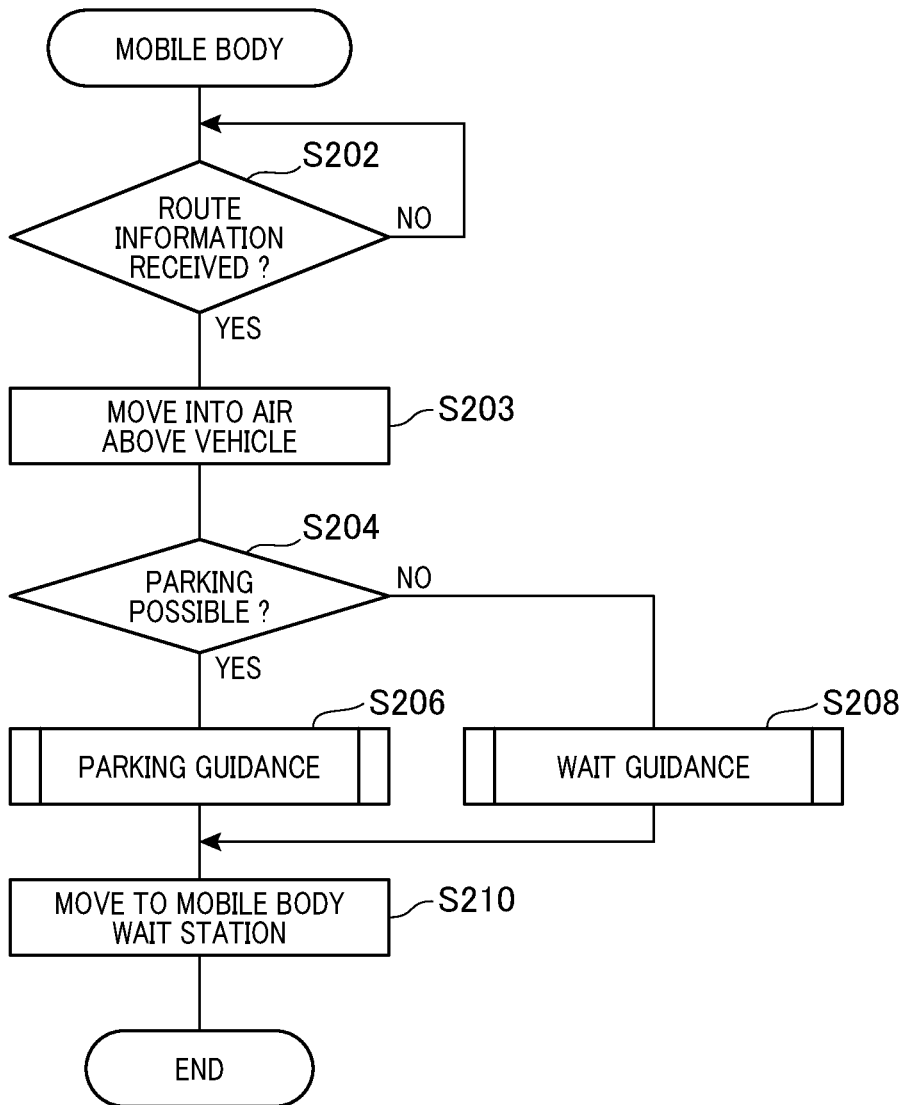 MOBILE BODY
S202
ROUTE
INFORMATION
RECEIVED ?
NO
YES
MOVE INTO AIR
ABOVE VEHICLE
S203
S204
PARKING
POSSIBLE ?
NO
YES
S206
PARKING GUIDANCE
S208
WAIT GUIDANCE
MOVE TO MOBILE BODY
WAIT STATION
S210
END